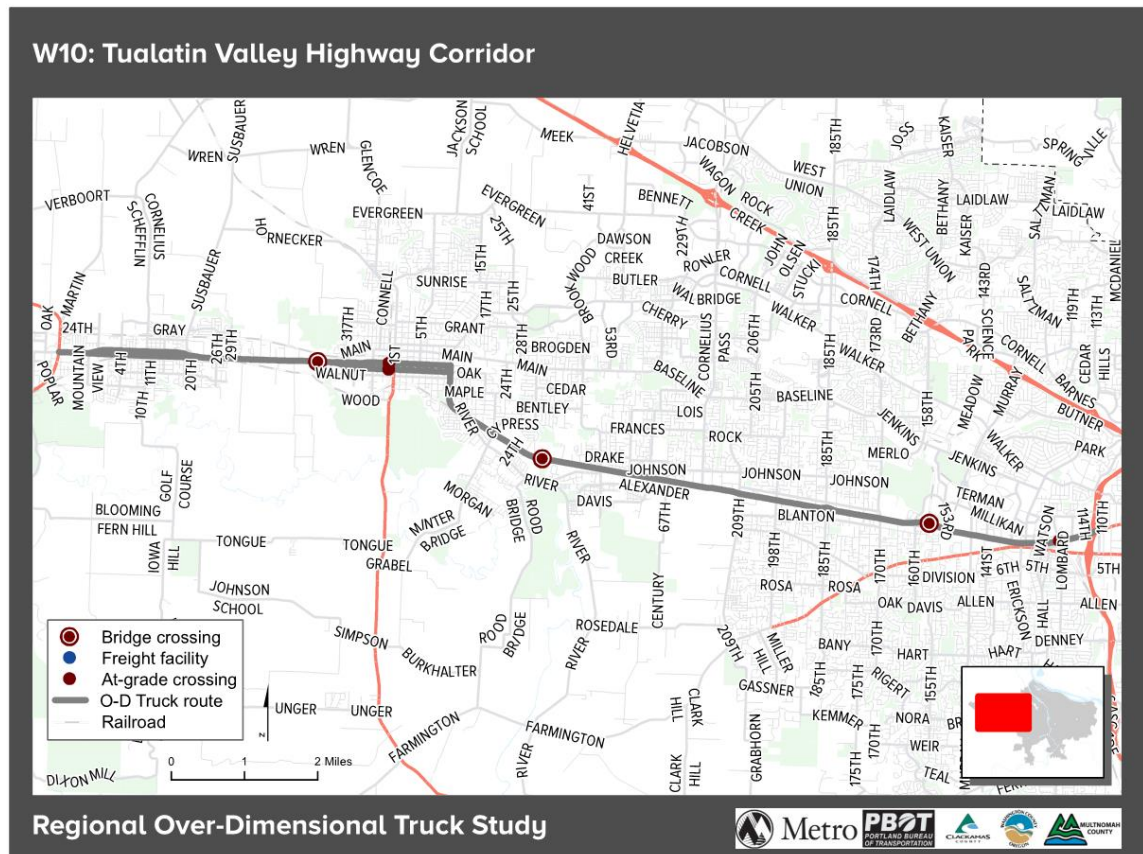 W10: Tualatin Valley Highway Corridor
MEEK
HELVETIA
JACKSON SCHOOL
GLENCOE
WREN
WREN
SUSBAUER
VERBOORT
CORNELIUS SCHEFFLIN
HORNECKER
EVERGREEN
EVERGREEN
25TH
41ST
BENNETT
JACOBSON
WAGON
ROCK
CREEK
WEST UNION
185TH
JOSS
KAISER
SPRING
LAIDLAW
BETHANY
KAISER
LAIDLAW
SALTZMAN
LAIDLAW
MCDANIEL
OAK
MARTIN
24TH
GRAY
SUSBAUER
26TH
29TH
20TH
317TH
CONNELL
SUNRISE
15TH
17TH
25TH
5TH
GRANT
DAWSON CREEK
BROOKWOOD
BUTLER
229TH
RONLER
CORNELL
JOHN OLSEN
STUCKI
185TH
174TH
WEST UNION
143RD
SCIENCE PARK
SALTZMAN
119TH
113TH
WALBRIDGE
WALKER
CORNELL
BETHANY
CORNELL
CHERRY
CORNELIUS PASS
206TH
173RD
WALKER
BARNES
CEDAR HILLS
BUTNER
PARK
POPLAR
MOUNTAIN VIEW
4TH
11TH
10TH
MAIN
WALNUT
1ST
WOOD
MAIN
OAK
MAPLE
28TH
BROGDEN
MAIN
24TH
CEDAR
53RD
BASELINE
205TH
BASELINE
185TH
158TH
MEADOW
MURRAY
WALKER
JENKINS
JENKINS
MERLO
RIVER
CYPRESS
BENTLEY
24TH
FRANCES
LOIS
ROCK
DRAKE
JOHNSON
ALEXANDER
JOHNSON
JOHNSON
RIVER
DAVIS
67TH
BLANTON
209TH
153RD
TERMAN
MILLIKAN
WATSON
LOMBARD
114TH
110TH
GOLF COURSE
BLOOMING
FERN HILL
IOWA HILL
TONGUE
TONGUE
GRABEL
MORGAN
MINTER BRIDGE
ROOD BRIDGE
RIVER
CENTURY
198TH
185TH
ROSA
ROSA
170TH
160TH
DIVISION
141ST
6TH
5TH
5TH
OAK
DAVIS
ALLEN
ERICKSON
HALL
ALLEN
DENNEY
JOHNSON SCHOOL
SIMPSON
BURKHALTER
ROOD BRIDGE
ROSEDALE
RIVER
209TH
MILLER HILL
BANY
170TH
HART
HART
GASSNER
185TH
175TH
RIGERT
155TH
UNGER
UNGER
FARMINGTON
FARMINGTON
RIVER
CLARK HILL
CLARK HILL
GRABHORN
KEMMER
170TH
175TH
NORA
WEIR
TEAL
DIXON MILL
Bridge crossing
Freight facility
At-grade crossing
O-D Truck route
Railroad
Z
0 2 Miles
Regional Over-Dimensional Truck Study
Metro
PBOT
PORTLAND BUREAU
OF TRANSPORTATION
CLACKAMAS
COUNTY
WASHINGTON COUNTY
OREGON
MULTNOMAH
COUNTY